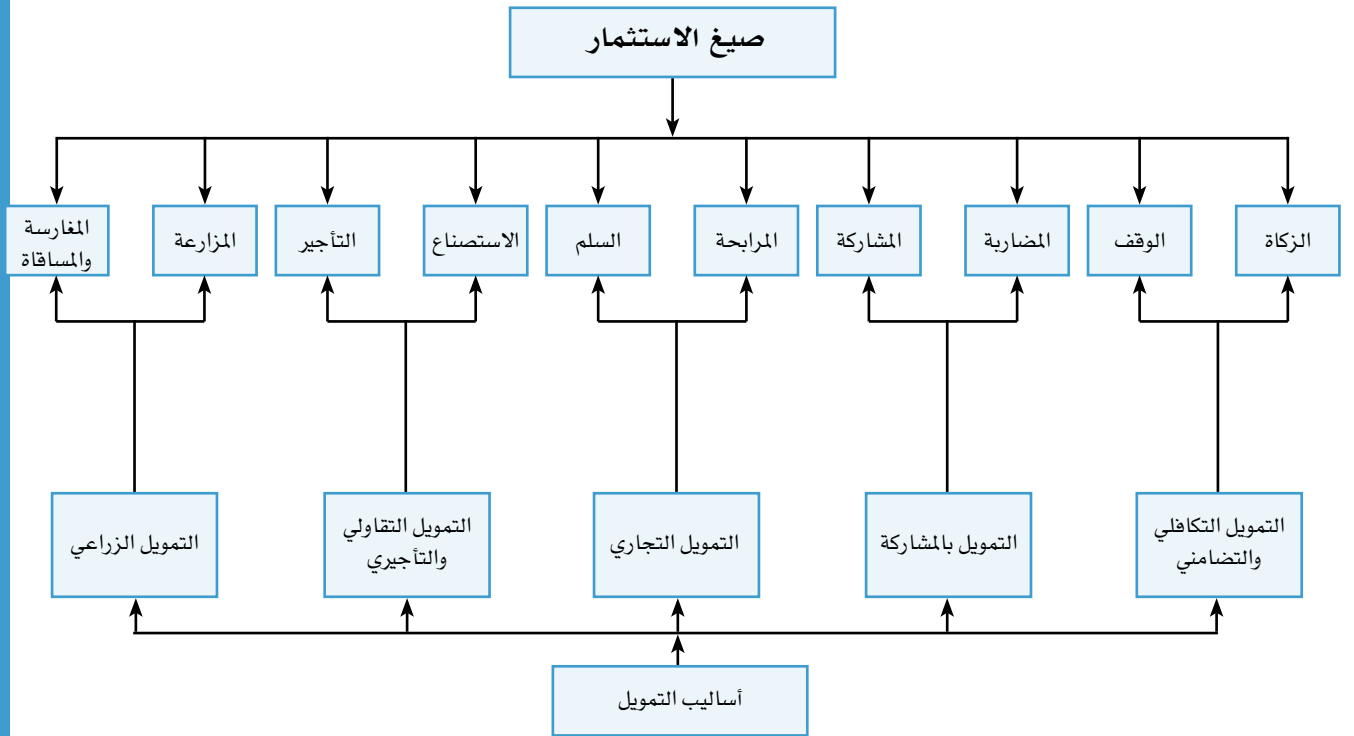 صيغ الاستثمار
الزكاة
الوقف
المضاربة
المشاركة
المرابحة
السلم
الاستصناع
التأجير
المزارعة
المغارسة
والمساقاة
التمويل التكافلي
والتضامني
التمويل بالمشاركة
التمويل التجاري
التمويل التقاولي
والتأجيري
التمويل الزراعي
أساليب التمويل